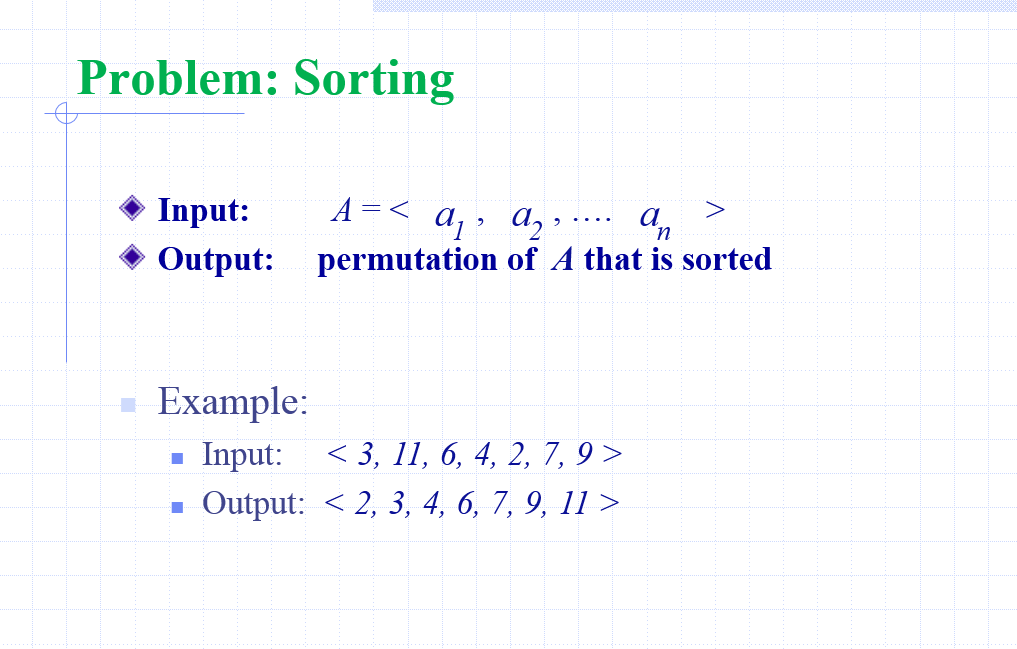 Problem: Sorting
Input: A = < a1 , a2 , …. an >
Output: permutation of A that is sorted
Example:
Input: < 3, 11, 6, 4, 2, 7, 9 >
Output: < 2, 3, 4, 6, 7, 9, 11 >